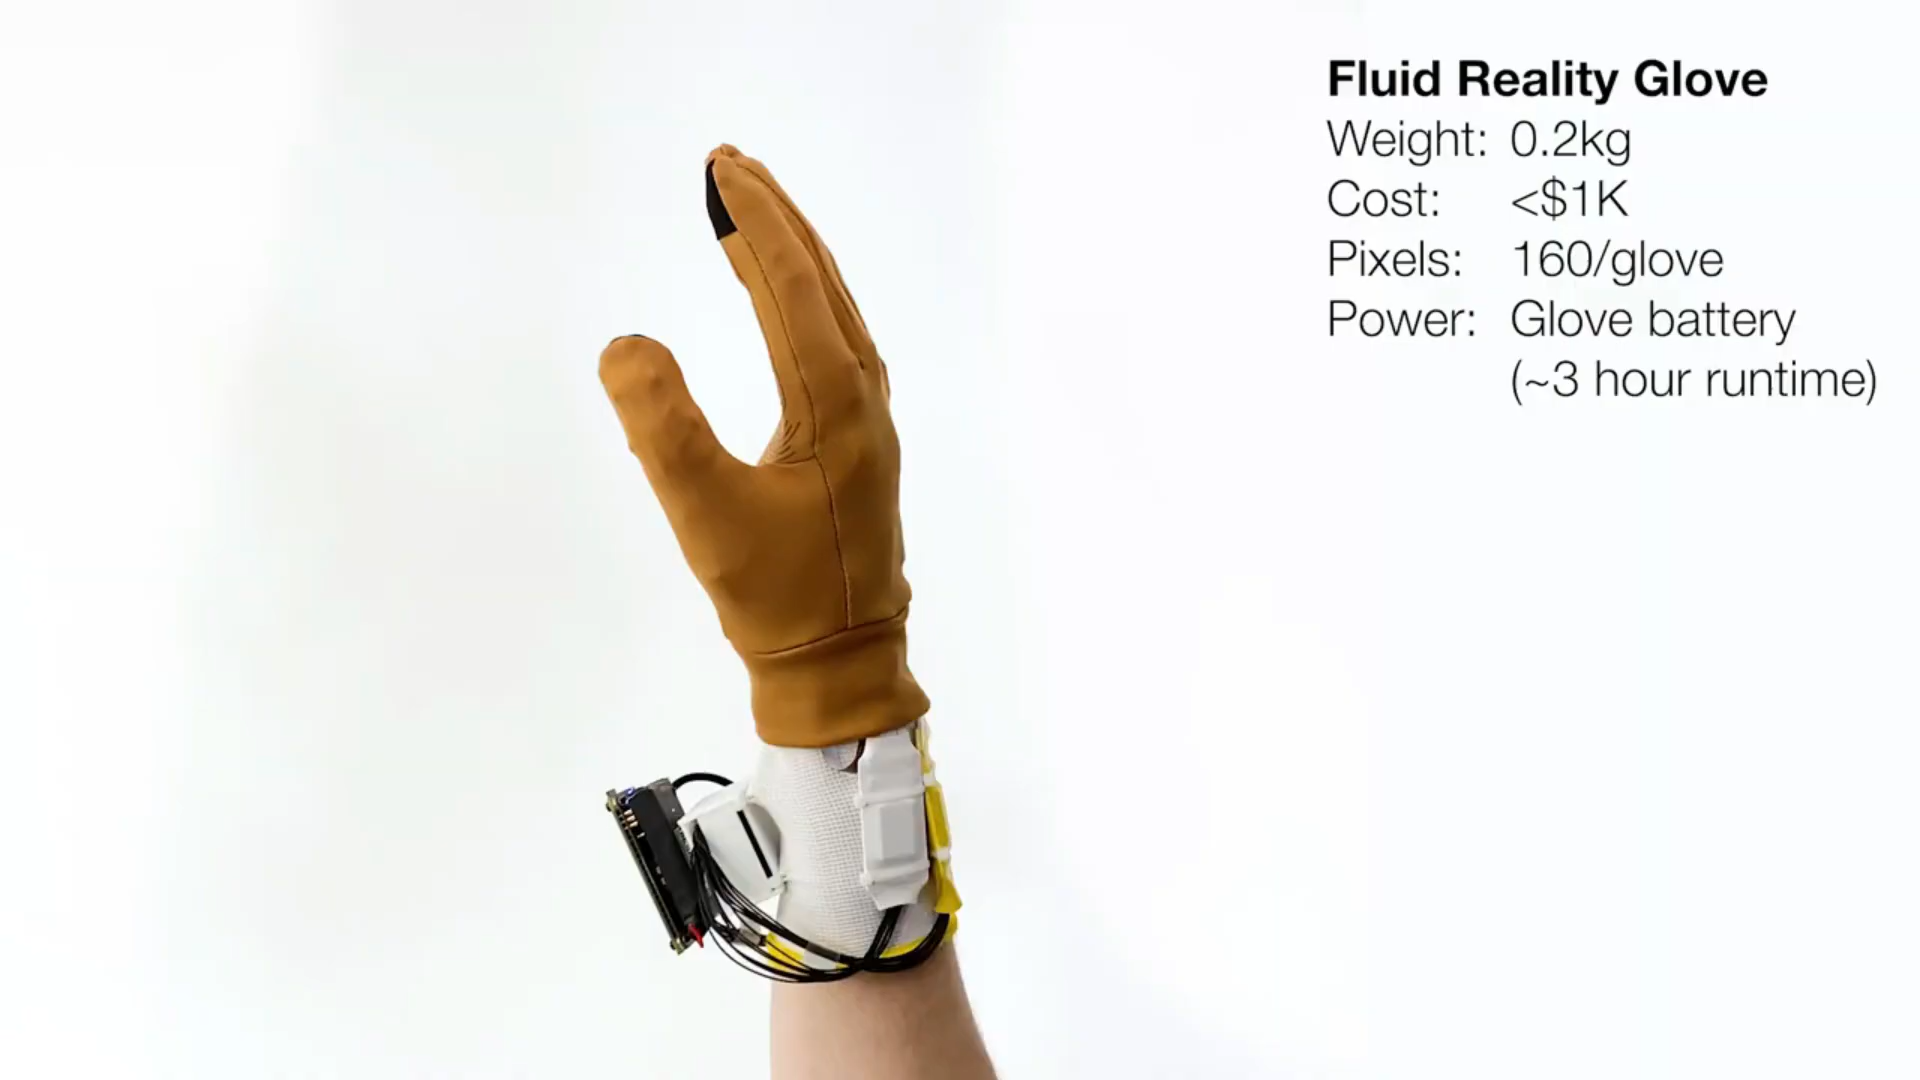 Fluid Reality Glove
Weight: 0.2kg
Cost: <$1K
Pixels: 160/glove
Power: Glove battery
(~3 hour runtime)